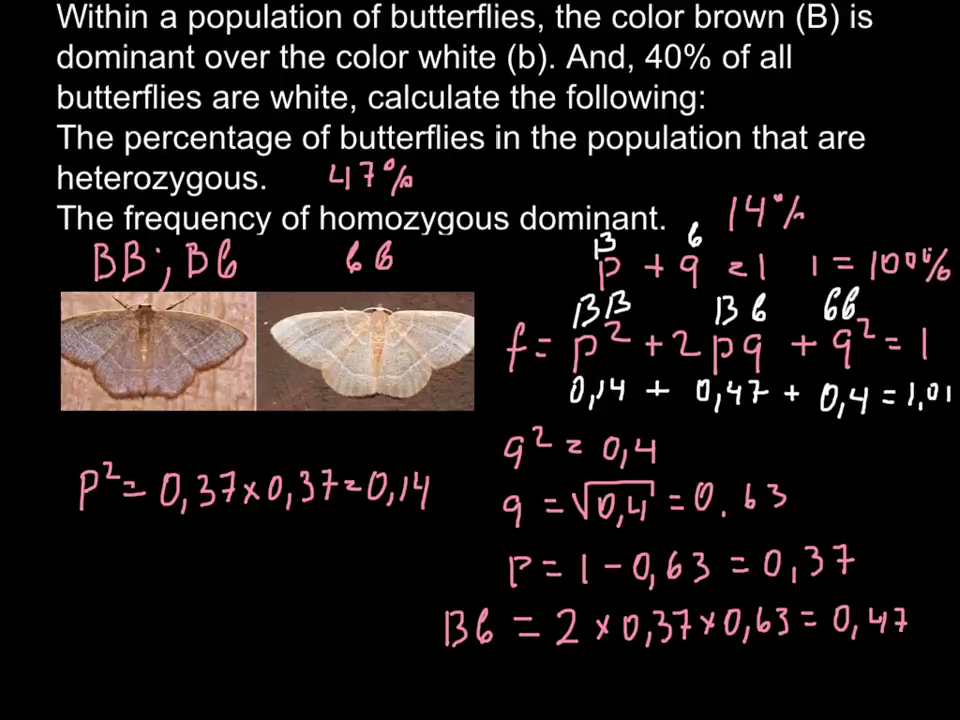 Within a population of butterflies, the color brown (B) is
dominant over the color white (b). And, 40% of all
butterflies are white, calculate the following:
The percentage of butterflies in the population that are
heterozygous. 47%
The frequency of homozygous dominant. 14%
BB; Bb bb
B b
p + q = 1 1 = 100%
BB Bb bb
f = p² + 2pq + q² = 1
0,14 + 0,47 + 0,4 = 1.01
q² = 0,4
P² = 0,37 x 0,37 = 0,14
q = √0,4 = 0.63
P = 1 - 0,63 = 0,37
Bb = 2 x 0,37 x 0,63 = 0,47